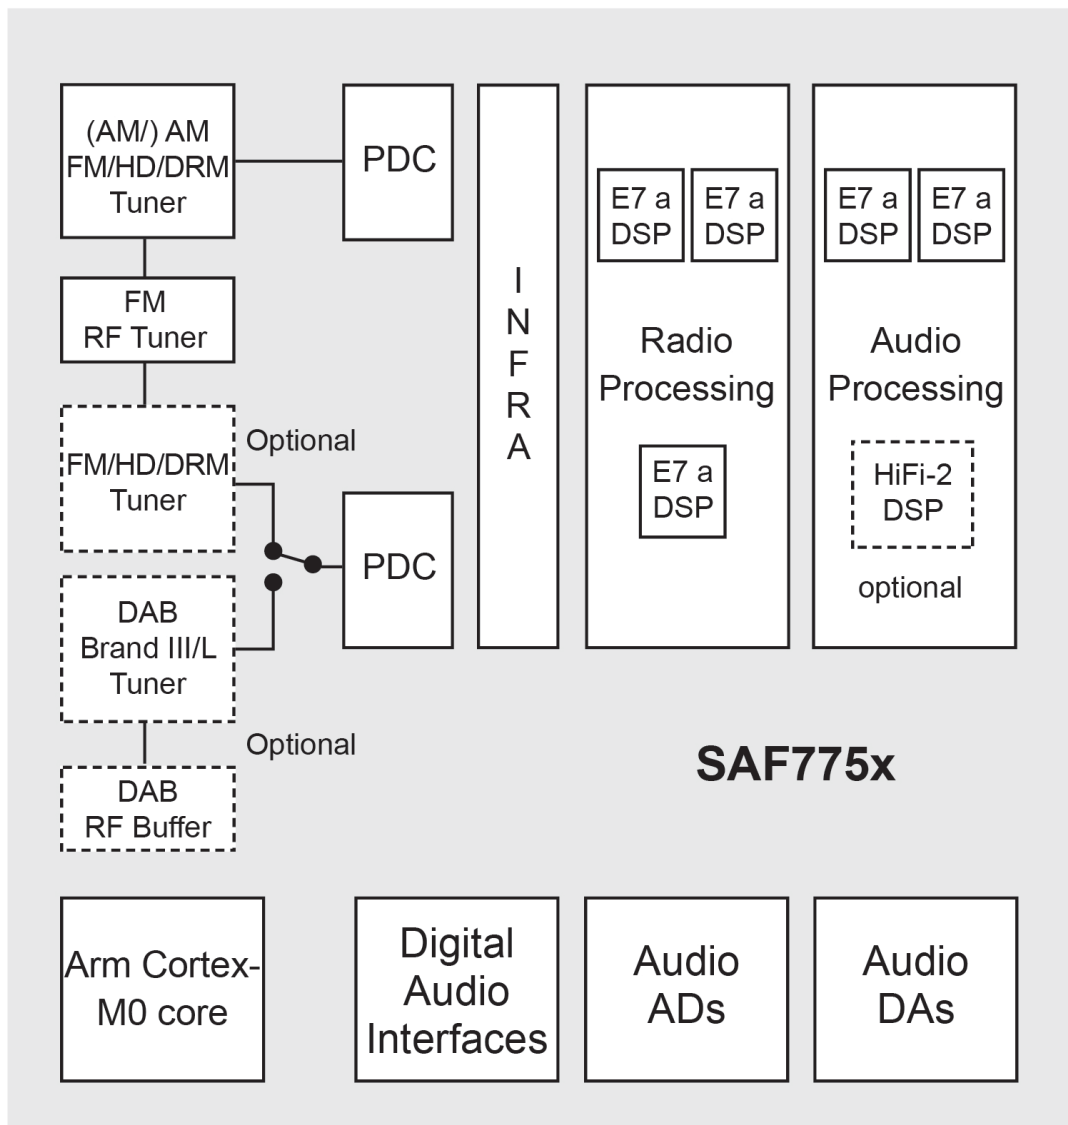 (AM/) AM
FM/HD/DRM
Tuner
PDC
FM
RF Tuner
Optional
FM/HD/DRM
Tuner
PDC
DAB
Brand III/L
Tuner
Optional
DAB
RF Buffer
I
N
F
R
A
E7 a
DSP
E7 a
DSP
Radio
Processing
E7 a
DSP
E7 a
DSP
E7 a
DSP
Audio
Processing
HiFi-2
DSP
optional
SAF775x
Arm Cortex-
M0 core
Digital
Audio
Interfaces
Audio
ADs
Audio
DAs